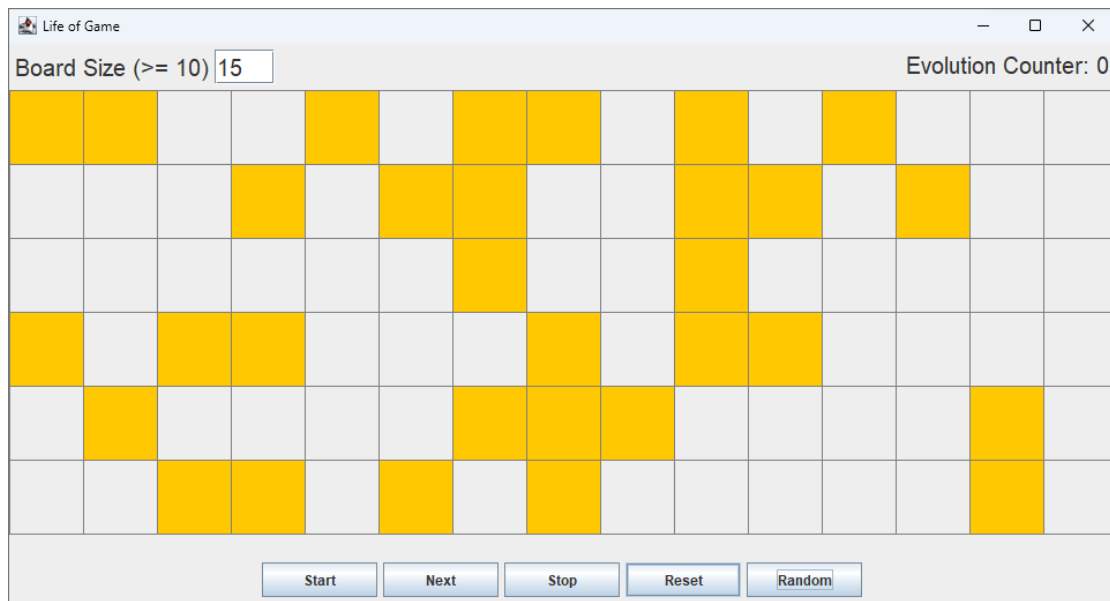 Life of Game
Board Size (>= 10) 15
Evolution Counter: 0
Start
Next
Stop
Reset
Random